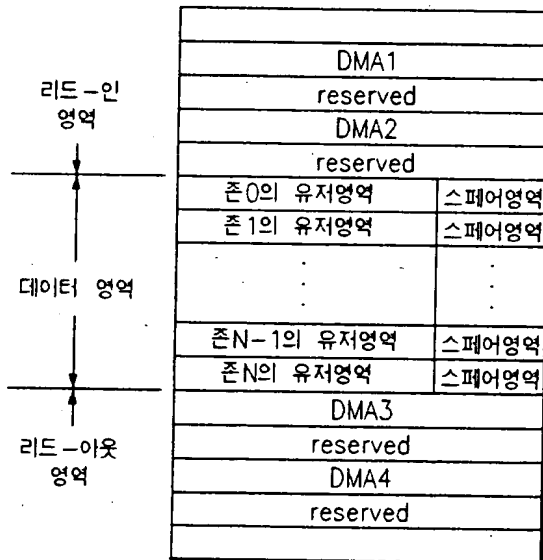 DMA1
리드-인
영역
reserved
DMA2
reserved
존0의 유저영역 스페어영역
존1의 유저영역 스페어영역
데이터 영역
존N-1의 유저영역 스페어영역
존N의 유저영역 스페어영역
DMA3
리드-아웃
영역
reserved
DMA4
reserved